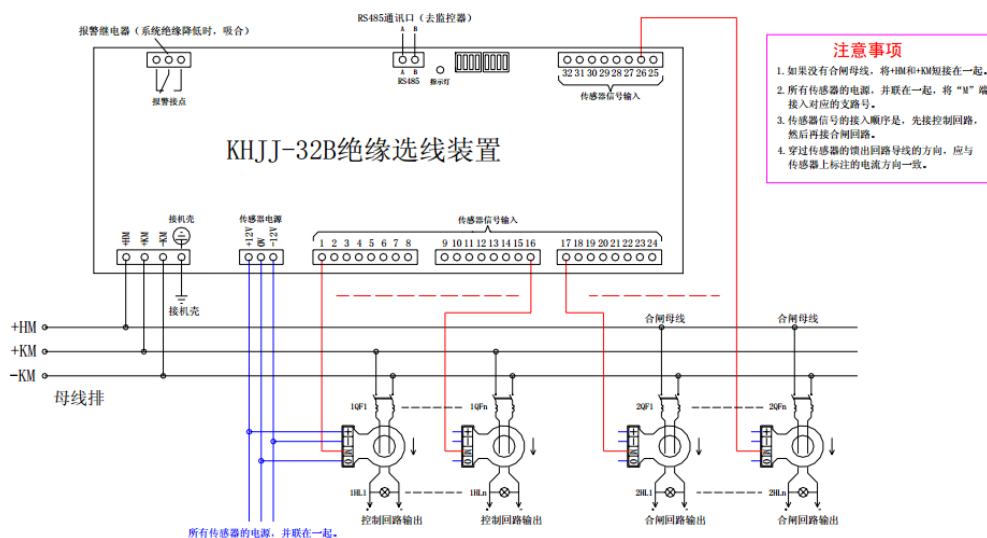 RS485通讯口（去监控器）
报警继电器（系统绝缘降低时，吸合）
A B
A B
RS485
指示灯
报警接点
32 31 30 29 28 27 26 25
传感器信号输入
注意事项
1. 如果没有合闸母线，将+HM和+KM短接在一起。
2. 所有传感器的电源，并联在一起，将“M”端
接入对应的支路号。
3. 传感器信号的接入顺序是，先接控制回路，
然后再接合闸回路。
4. 穿过传感器的馈出回路导线的方向，应与
传感器上标注的电流方向一致。
KHJJ-32B绝缘选线装置
接机壳
传感器电源
传感器信号输入
+HM +KM -KM
+12V 0V -12V
1 2 3 4 5 6 7 8
9 10 11 12 13 14 15 16
17 18 19 20 21 22 23 24
接机壳
合闸母线
合闸母线
+HM
+KM
-KM
母线排
1QF1
1QFn
2QF1
2QFn
+ - M 0
+ - M 0
+ - M 0
+ - M 0
1HL1
1HLn
2HL1
2HLn
控制回路输出
控制回路输出
合闸回路输出
合闸回路输出
所有传感器的电源，并联在一起。